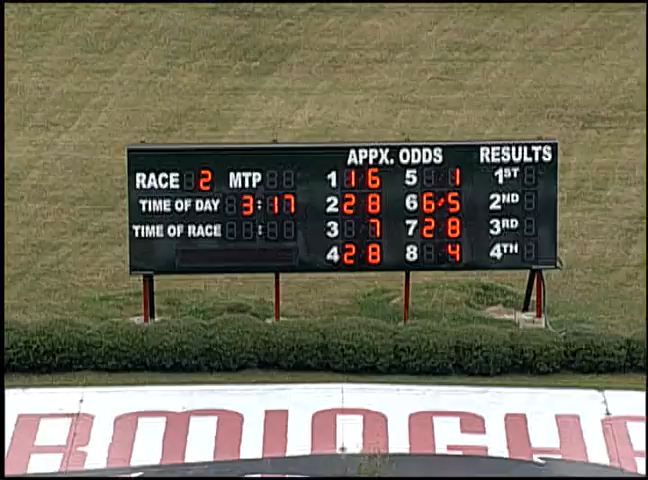 APPX. ODDS RESULTS
RACE 2 MTP 1 16 5 1 1ST
TIME OF DAY 3:17 2 28 6 6-5 2ND
TIME OF RACE : 3 7 7 28 3RD
4 28 8 4 4TH
RMINGH